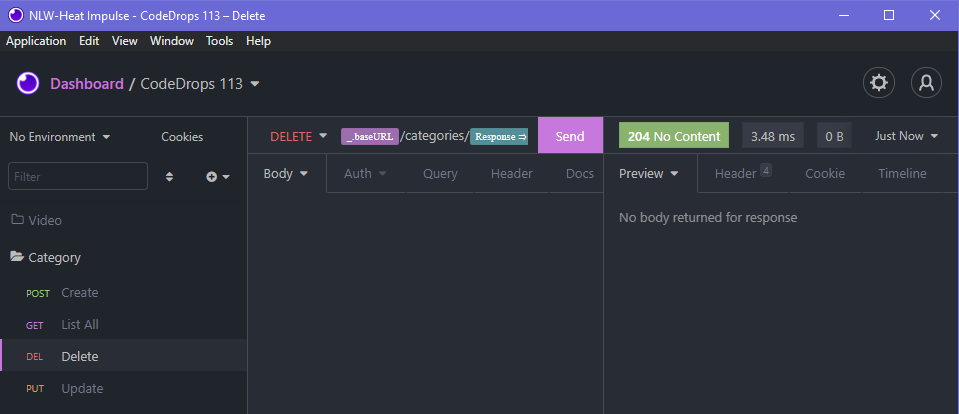 NLW-Heat Impulse - CodeDrops 113 – Delete
Application Edit View Window Tools Help
Dashboard / CodeDrops 113
No Environment Cookies
DELETE _.baseURL /categories/ Response ⇒ Send
204 No Content 3.48 ms 0 B Just Now
Filter
Body Auth Query Header Docs
Preview Header 4 Cookie Timeline
Video
No body returned for response
Category
POST Create
GET List All
DEL Delete
PUT Update